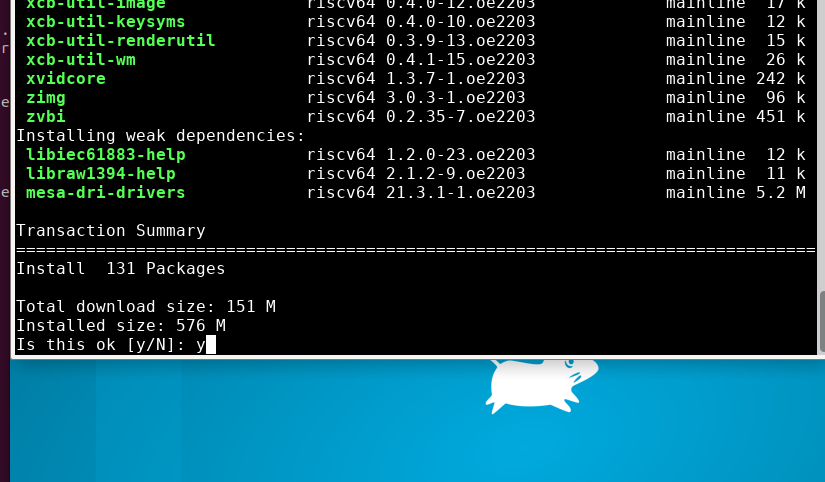 xcb-util-image riscv64 0.4.0-12.oe2203 mainline 17 k
xcb-util-keysyms riscv64 0.4.0-10.oe2203 mainline 12 k
xcb-util-renderutil riscv64 0.3.9-13.oe2203 mainline 15 k
xcb-util-wm riscv64 0.4.1-15.oe2203 mainline 26 k
xvidcore riscv64 1.3.7-1.oe2203 mainline 242 k
zimg riscv64 3.0.3-1.oe2203 mainline 96 k
zvbi riscv64 0.2.35-7.oe2203 mainline 451 k
Installing weak dependencies:
libiec61883-help riscv64 1.2.0-23.oe2203 mainline 12 k
libraw1394-help riscv64 2.1.2-9.oe2203 mainline 11 k
mesa-dri-drivers riscv64 21.3.1-1.oe2203 mainline 5.2 M
Transaction Summary
================================================================================
Install 131 Packages
Total download size: 151 M
Installed size: 576 M
Is this ok [y/N]: y